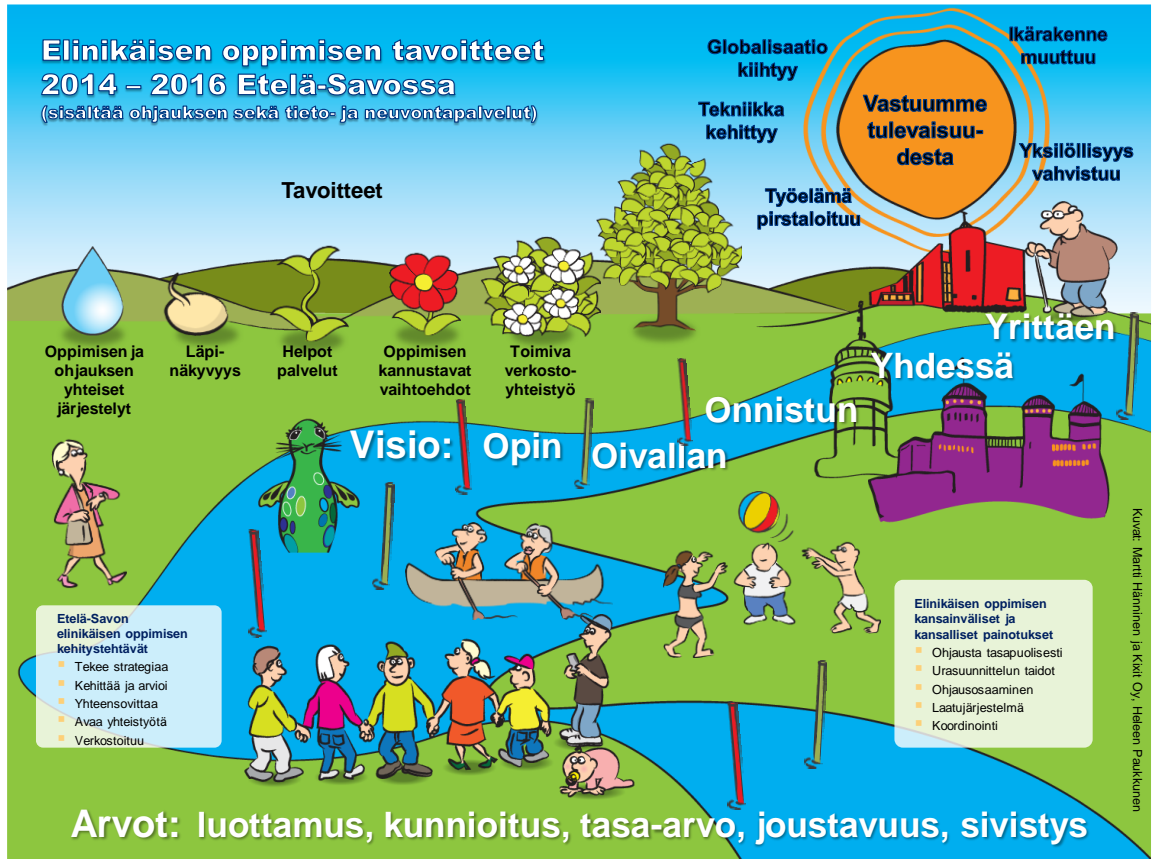 Elinikäisen oppimisen tavoitteet
2014 – 2016 Etelä-Savossa
(sisältää ohjauksen sekä tieto- ja neuvontapalvelut)
Globalisaatio
kiihtyy
Ikärakenne
muuttuu
Tekniikka
kehittyy
Vastuumme
tulevaisuu-
desta
Yksilöllisyys
vahvistuu
Työelämä
pirstaloituu
Tavoitteet
Oppimisen ja
ohjauksen
yhteiset
järjestelyt
Läpi-
näkyvyys
Helpot
palvelut
Oppimisen
kannustavat
vaihtoehdot
Toimiva
verkosto-
yhteistyö
Visio:
Opin
Oivallan
Onnistun
Yhdessä
Yrittäen
Etelä-Savon
elinikäisen oppimisen
kehitystehtävät
Tekee strategiaa
Kehittää ja arvioi
Yhteensovittaa
Avaa yhteistyötä
Verkostoituu
Elinikäisen oppimisen
kansainväliset ja
kansalliset painotukset
Ohjausta tasapuolisesti
Urasuunnittelun taidot
Ohjausosaaminen
Laatujärjestelmä
Koordinointi
Kuvat: Martti Hänninen ja Kixit Oy, Heleen Paukkunen
Arvot: luottamus, kunnioitus, tasa-arvo, joustavuus, sivistys